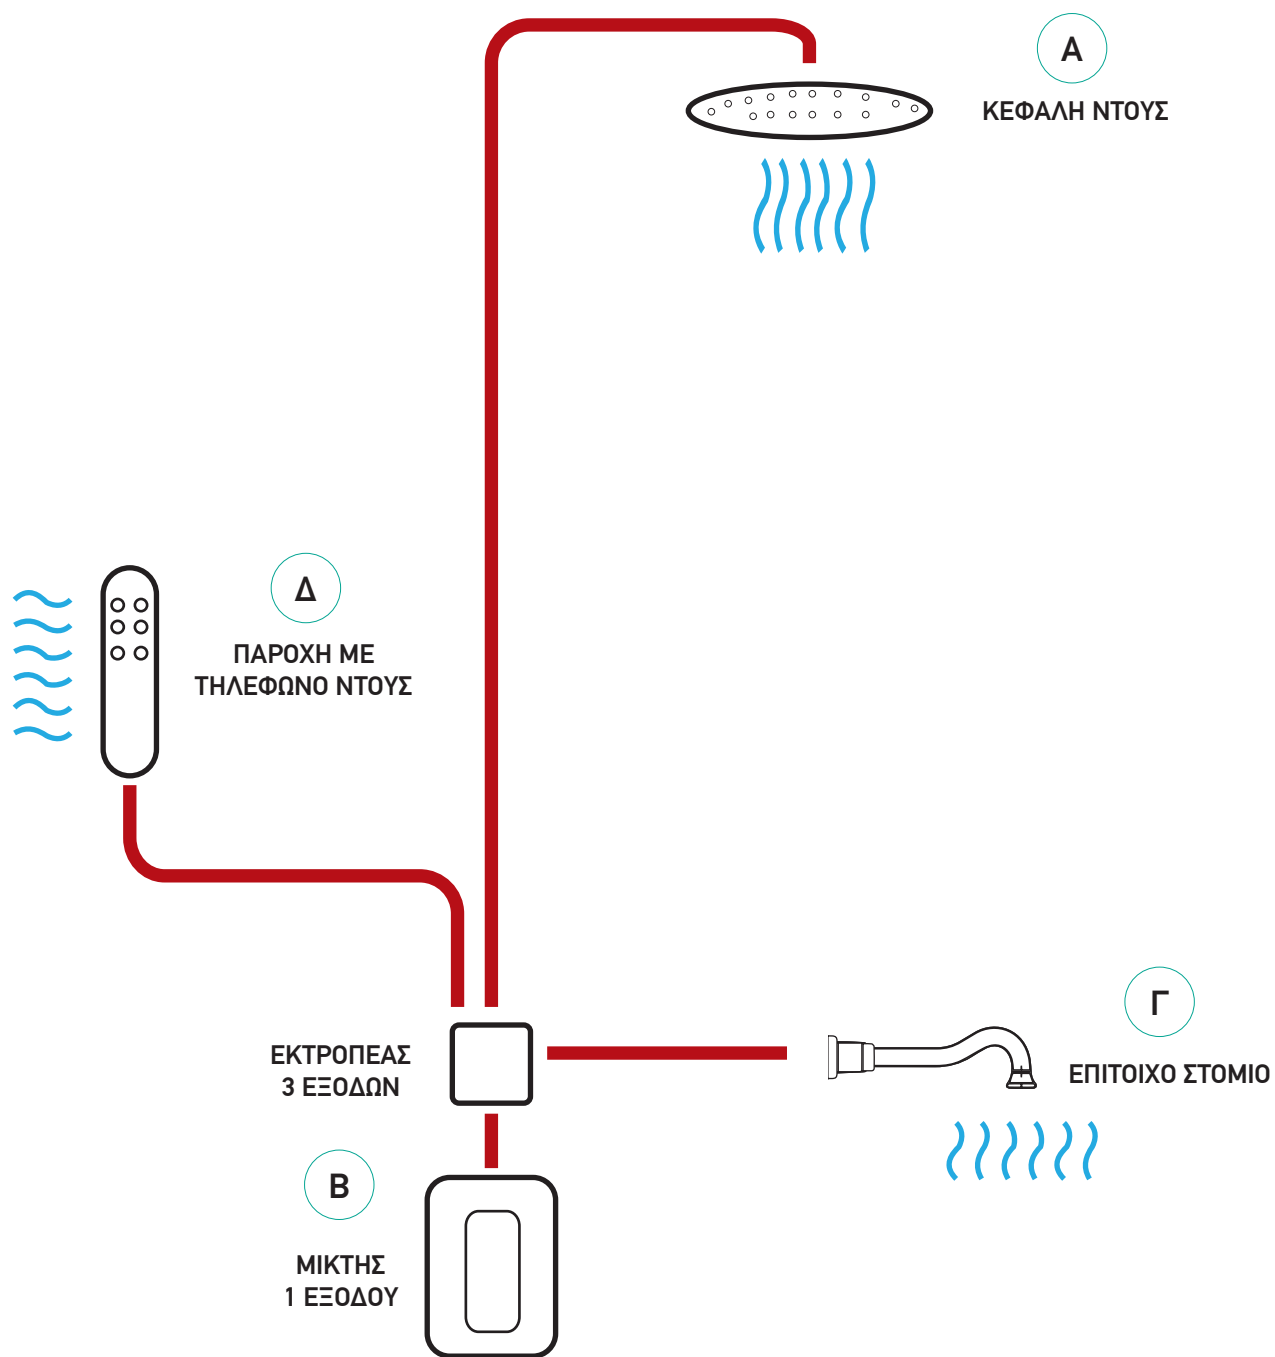 Α
ΚΕΦΑΛΗ ΝΤΟΥΣ
Δ
ΠΑΡΟΧΗ ΜΕ
ΤΗΛΕΦΩΝΟ ΝΤΟΥΣ
Γ
ΕΠΙΤΟΙΧΟ ΣΤΟΜΙΟ
ΕΚΤΡΟΠΕΑΣ
3 ΕΞΟΔΩΝ
Β
ΜΙΚΤΗΣ
1 ΕΞΟΔΟΥ